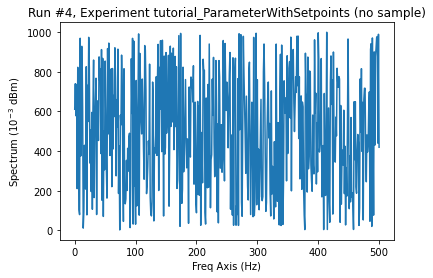 Run #4, Experiment tutorial_ParameterWithSetpoints (no sample)
Spectrum (10⁻³ dBm)
1000
800
600
400
200
0
0 100 200 300 400 500
Freq Axis (Hz)